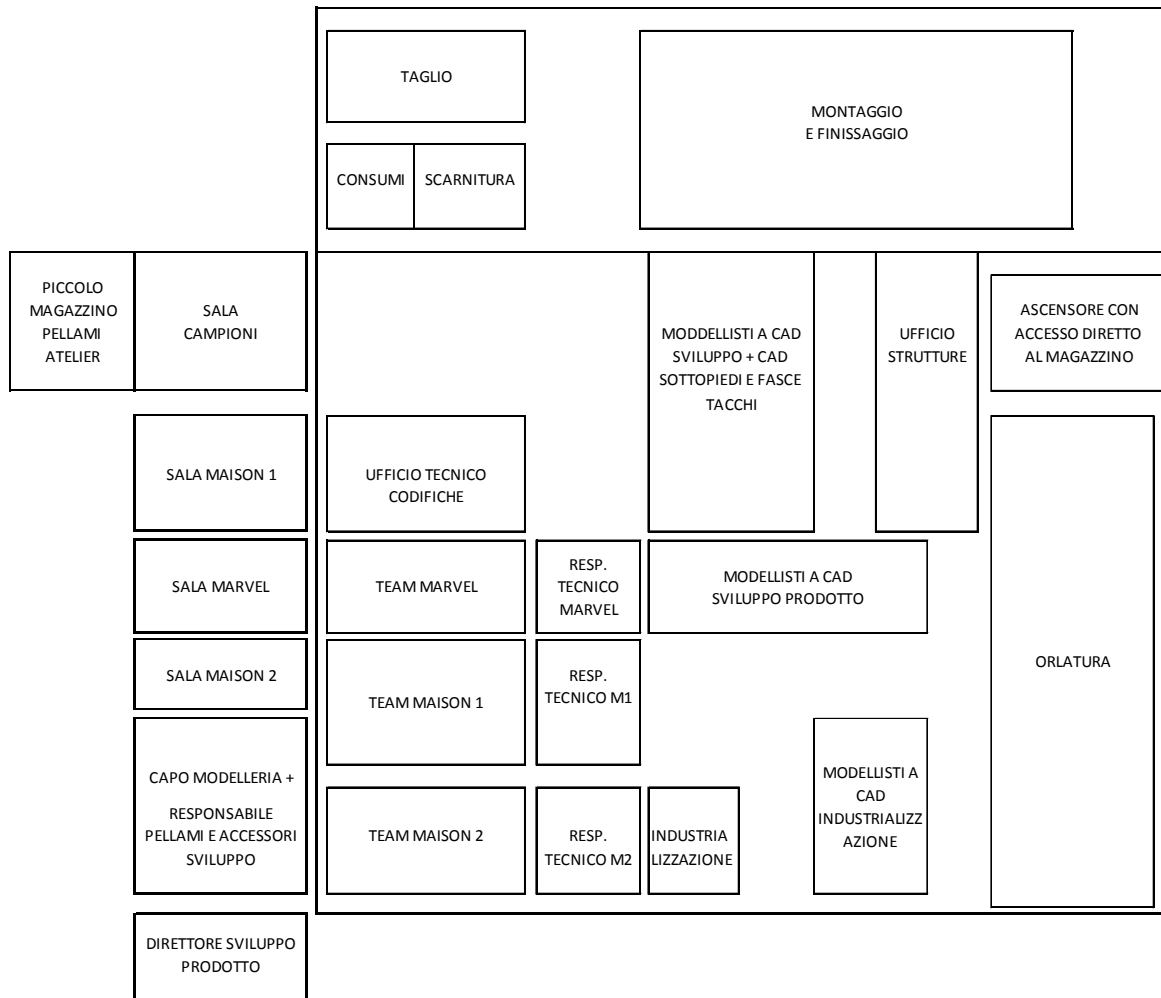 TAGLIO
MONTAGGIO
E FINISSAGGIO
CONSUMI
SCARNITURA
PICCOLO
MAGAZZINO
PELLAMI
ATELIER
SALA
CAMPIONI
MODDELLISTI A CAD
SVILUPPO + CAD
SOTTOPIEDI E FASCE
TACCHI
UFFICIO
STRUTTURE
ASCENSORE CON
ACCESSO DIRETTO
AL MAGAZZINO
SALA MAISON 1
UFFICIO TECNICO
CODIFICHE
SALA MARVEL
TEAM MARVEL
RESP.
TECNICO
MARVEL
MODELLISTI A CAD
SVILUPPO PRODOTTO
ORLATURA
SALA MAISON 2
TEAM MAISON 1
RESP.
TECNICO M1
CAPO MODELLERIA +
RESPONSABILE
PELLAMI E ACCESSORI
SVILUPPO
TEAM MAISON 2
RESP.
TECNICO M2
INDUSTRIA
LIZZAZIONE
MODELLISTI A
CAD
INDUSTRIALIZZ
AZIONE
DIRETTORE SVILUPPO
PRODOTTO